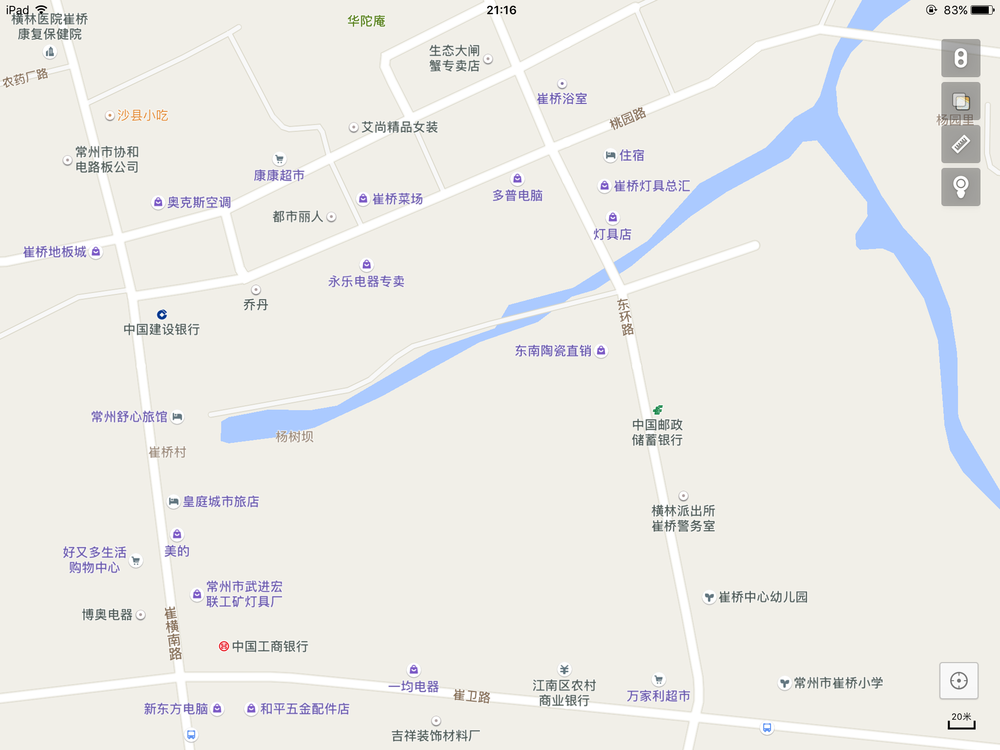 iPad
21:16
83%
横林医院崔桥
康复保健院
华陀庵
生态大闸
蟹专卖店
农药厂路
崔桥浴室
沙县小吃
桃园路
杨园里
艾尚精品女装
常州市协和
电路板公司
住宿
康康超市
崔桥灯具总汇
多普电脑
奥克斯空调
崔桥菜场
都市丽人
灯具店
崔桥地板城
永乐电器专卖
乔丹
东环路
中国建设银行
东南陶瓷直销
常州舒心旅馆
中国邮政
储蓄银行
杨树坝
崔桥村
皇庭城市旅店
横林派出所
崔桥警务室
美的
好又多生活
购物中心
常州市武进宏
联工矿灯具厂
崔桥中心幼儿园
博奥电器
崔横南路
中国工商银行
一均电器
江南区农村
商业银行
万家利超市
常州市崔桥小学
崔卫路
新东方电脑
和平五金配件店
吉祥装饰材料厂
20米